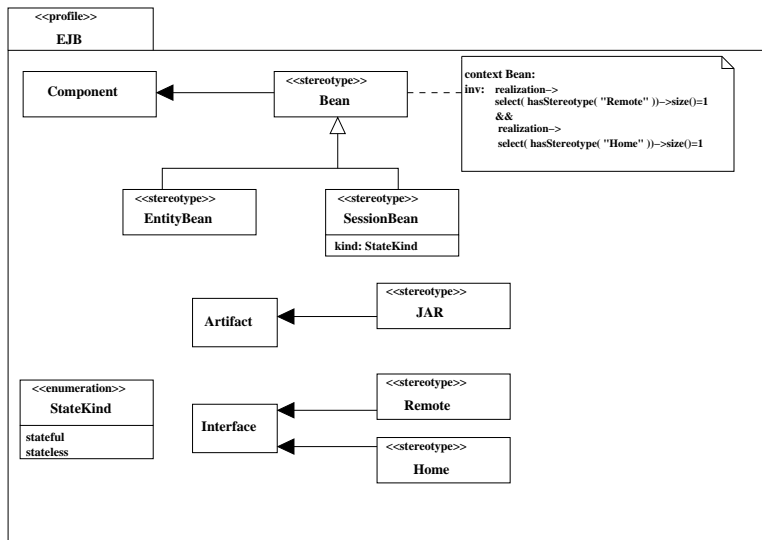 <<profile>>
EJB
Component
<<stereotype>>
Bean
context Bean:
inv: realization–>
select( hasStereotype( "Remote" ))–>size()=1
&&
realization–>
select( hasStereotype( "Home" ))–>size()=1
<<stereotype>>
EntityBean
<<stereotype>>
SessionBean
kind: StateKind
Artifact
<<stereotype>>
JAR
<<enumeration>>
StateKind
stateful
stateless
Interface
<<stereotype>>
Remote
<<stereotype>>
Home